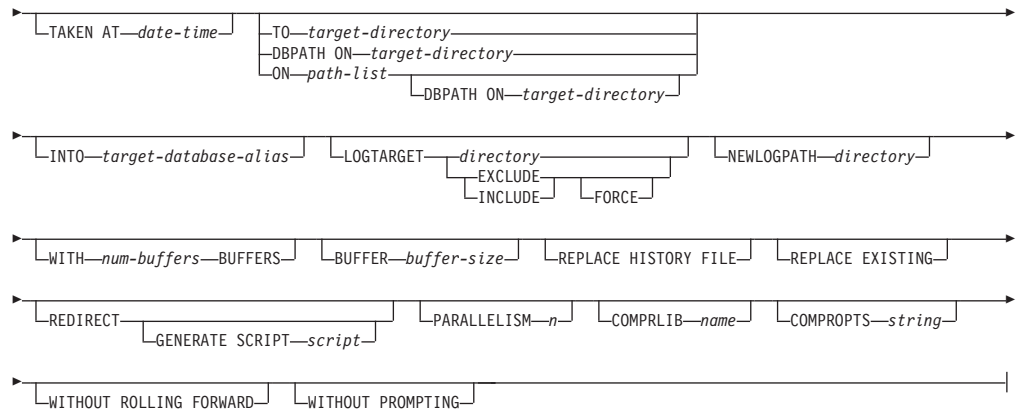 TAKEN AT date-time
TO target-directory
DBPATH ON target-directory
ON path-list
DBPATH ON target-directory
INTO target-database-alias
LOGTARGET directory
EXCLUDE
INCLUDE
FORCE
NEWLOGPATH directory
WITH num-buffers BUFFERS
BUFFER buffer-size
REPLACE HISTORY FILE
REPLACE EXISTING
REDIRECT
GENERATE SCRIPT script
PARALLELISM n
COMPRLIB name
COMPROPTS string
WITHOUT ROLLING FORWARD
WITHOUT PROMPTING